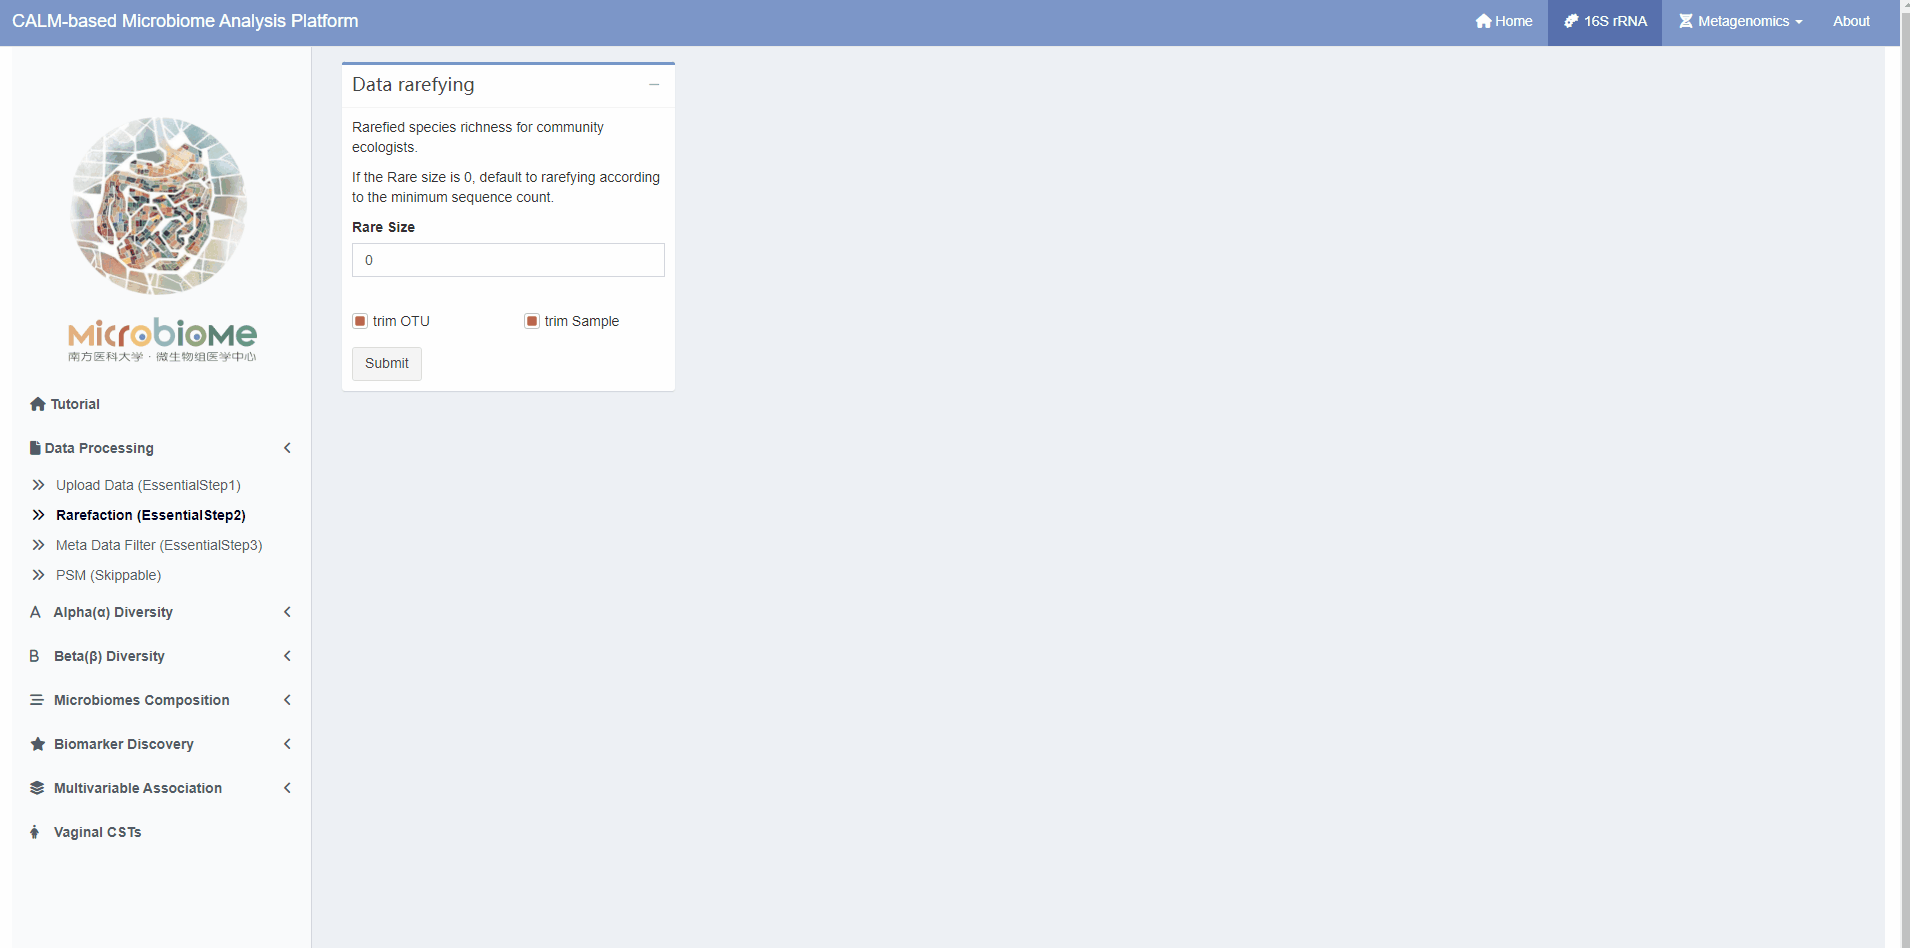 CALM-based Microbiome Analysis Platform
Home
16S rRNA
Metagenomics
About
MicrobioMe
南方医科大学 · 微生物组医学中心
Tutorial
Data Processing
Upload Data (EssentialStep1)
Rarefaction (EssentialStep2)
Meta Data Filter (EssentialStep3)
PSM (Skippable)
A Alpha(α) Diversity
B Beta(β) Diversity
Microbiomes Composition
Biomarker Discovery
Multivariable Association
Vaginal CSTs
Data rarefying
Rarefied species richness for community
ecologists.
If the Rare size is 0, default to rarefying according
to the minimum sequence count.
Rare Size
0
trim OTU
trim Sample
Submit